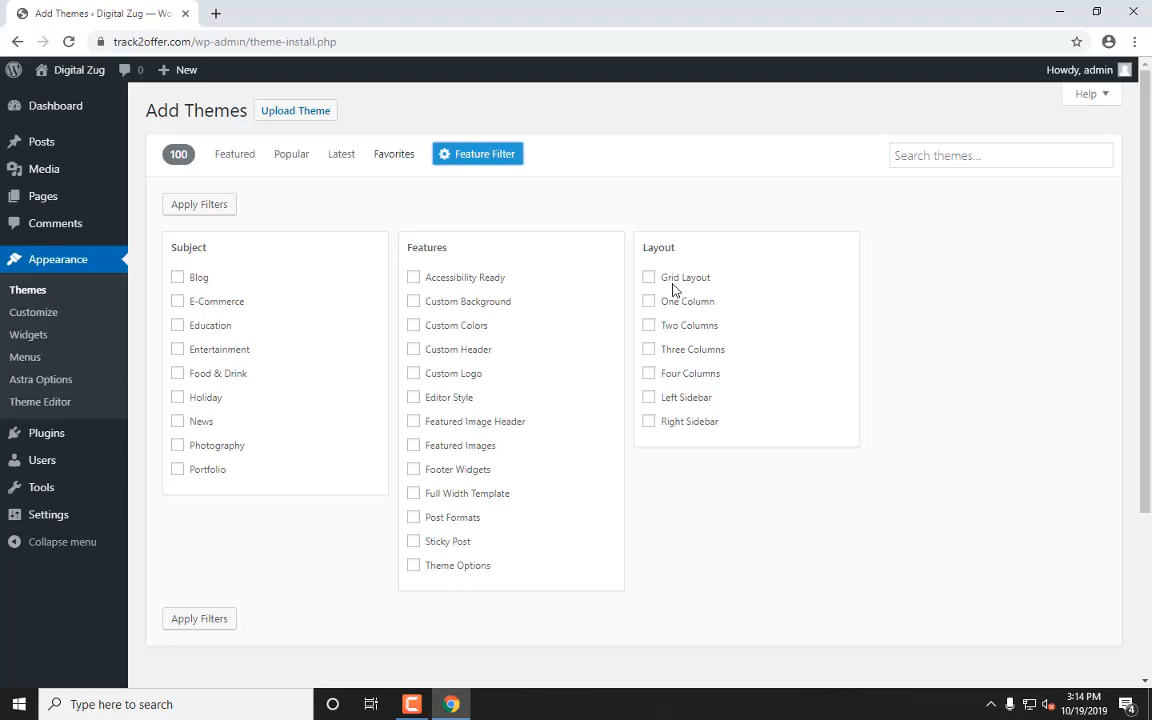 Add Themes ‹ Digital Zug — Wo
track2offer.com/wp-admin/theme-install.php
Digital Zug 0 New Howdy, admin
Help
Dashboard
Posts
Media
Pages
Comments
Appearance
Themes
Customize
Widgets
Menus
Astra Options
Theme Editor
Plugins
Users
Tools
Settings
Collapse menu
Add Themes Upload Theme
100 Featured Popular Latest Favorites Feature Filter Search themes...
Apply Filters
Subject
Blog
E-Commerce
Education
Entertainment
Food & Drink
Holiday
News
Photography
Portfolio
Features
Accessibility Ready
Custom Background
Custom Colors
Custom Header
Custom Logo
Editor Style
Featured Image Header
Featured Images
Footer Widgets
Full Width Template
Post Formats
Sticky Post
Theme Options
Layout
Grid Layout
One Column
Two Columns
Three Columns
Four Columns
Left Sidebar
Right Sidebar
Apply Filters
Type here to search
3:14 PM
10/19/2019
4